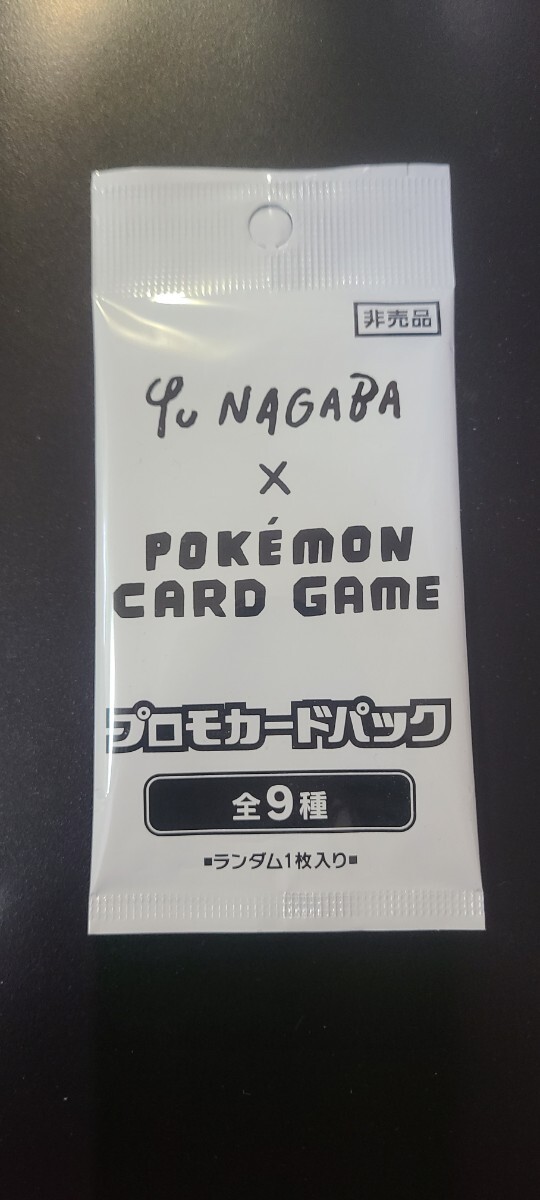 非売品
Yu NAGABA
×
POKÉMON
CARD GAME
プロモカードパック
全9種
■ランダム1枚入り■